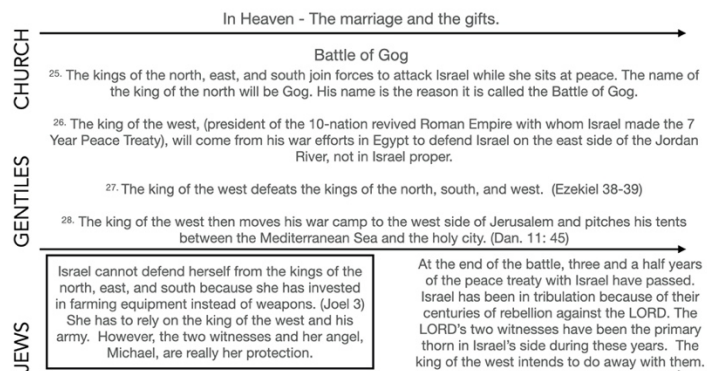 In Heaven - The marriage and the gifts.
CHURCH
Battle of Gog
25. The kings of the north, east, and south join forces to attack Israel while she sits at peace. The name of
the king of the north will be Gog. His name is the reason it is called the Battle of Gog.
GENTILES
26. The king of the west, (president of the 10-nation revived Roman Empire with whom Israel made the 7
Year Peace Treaty), will come from his war efforts in Egypt to defend Israel on the east side of the Jordan
River, not in Israel proper.
27. The king of the west defeats the kings of the north, south, and west. (Ezekiel 38-39)
28. The king of the west then moves his war camp to the west side of Jerusalem and pitches his tents
between the Mediterranean Sea and the holy city. (Dan. 11: 45)
JEWS
Israel cannot defend herself from the kings of the
north, east, and south because she has invested
in farming equipment instead of weapons. (Joel 3)
She has to rely on the king of the west and his
army. However, the two witnesses and her angel,
Michael, are really her protection.
At the end of the battle, three and a half years
of the peace treaty with Israel have passed.
Israel has been in tribulation because of their
centuries of rebellion against the LORD. The
LORD's two witnesses have been the primary
thorn in Israel's side during these years. The
king of the west intends to do away with them.